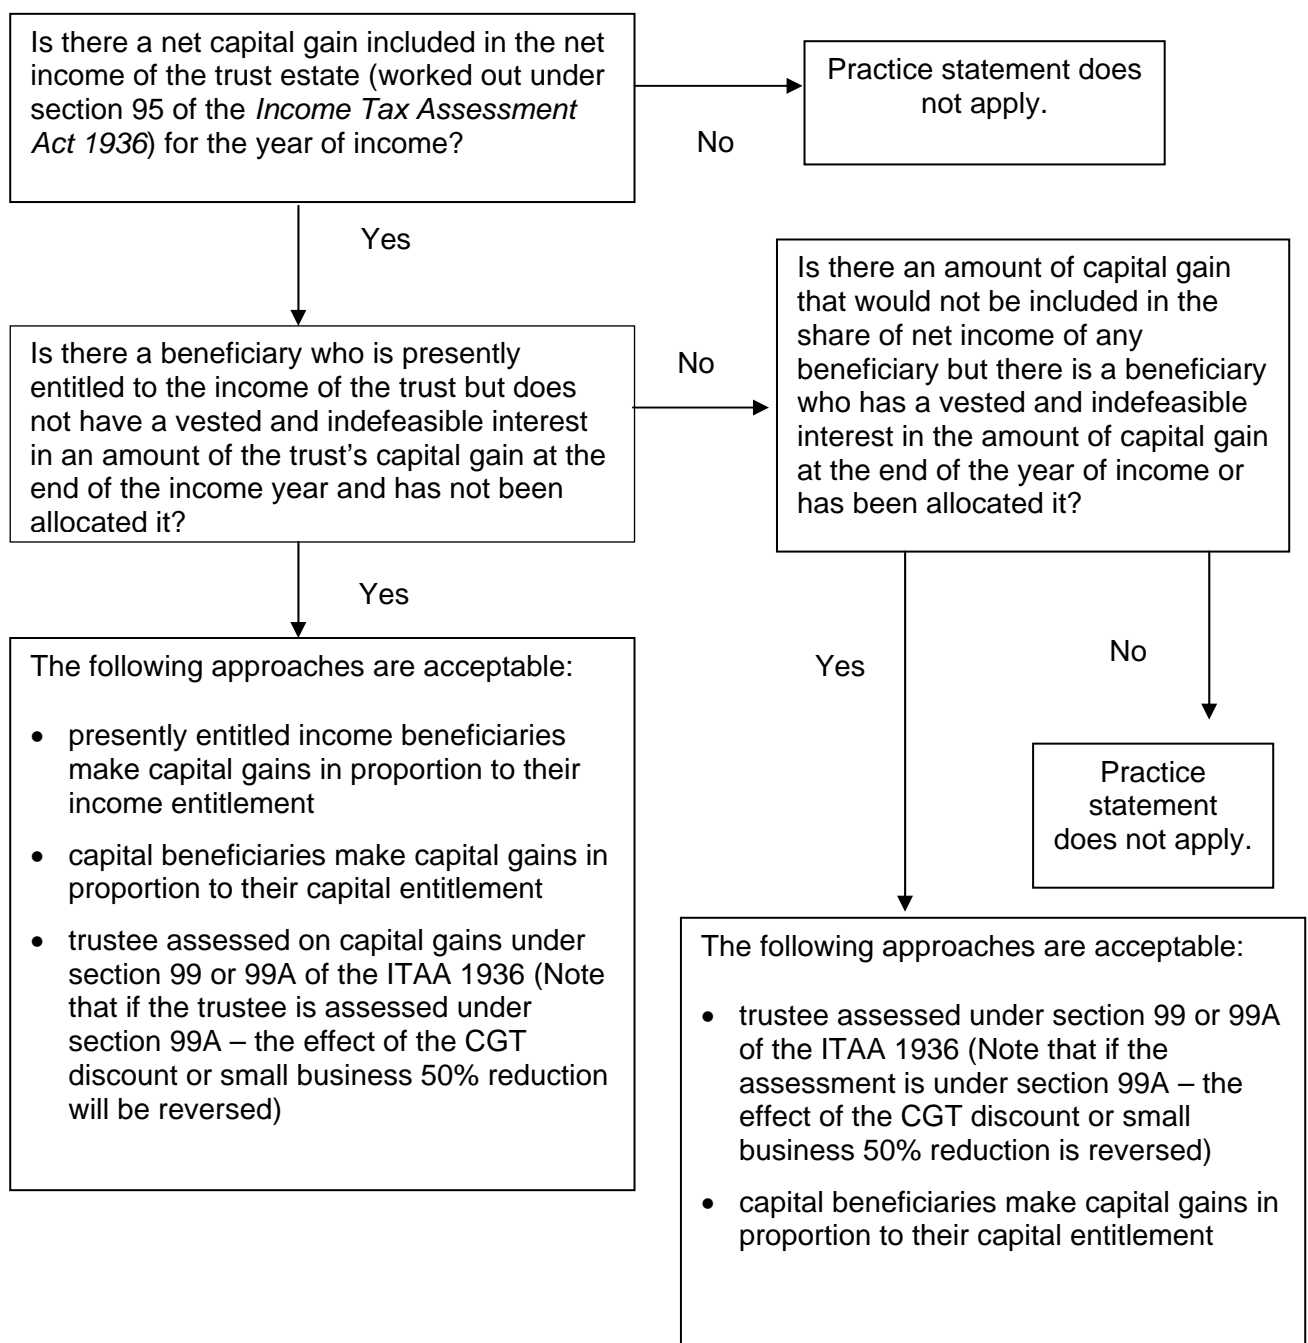 Is there a net capital gain included in the net
income of the trust estate (worked out under
section 95 of the Income Tax Assessment
Act 1936) for the year of income?
No
Practice statement does
not apply.
Yes
Is there a beneficiary who is presently
entitled to the income of the trust but does
not have a vested and indefeasible interest
in an amount of the trust's capital gain at the
end of the income year and has not been
allocated it?
No
Is there an amount of capital gain
that would not be included in the
share of net income of any
beneficiary but there is a beneficiary
who has a vested and indefeasible
interest in the amount of capital gain
at the end of the year of income or
has been allocated it?
Yes
The following approaches are acceptable:
• presently entitled income beneficiaries
make capital gains in proportion to their
income entitlement
• capital beneficiaries make capital gains in
proportion to their capital entitlement
• trustee assessed on capital gains under
section 99 or 99A of the ITAA 1936 (Note
that if the trustee is assessed under
section 99A – the effect of the CGT
discount or small business 50% reduction
will be reversed)
Yes
No
Practice
statement
does not apply.
The following approaches are acceptable:
• trustee assessed under section 99 or 99A
of the ITAA 1936 (Note that if the
assessment is under section 99A – the
effect of the CGT discount or small
business 50% reduction is reversed)
• capital beneficiaries make capital gains in
proportion to their capital entitlement